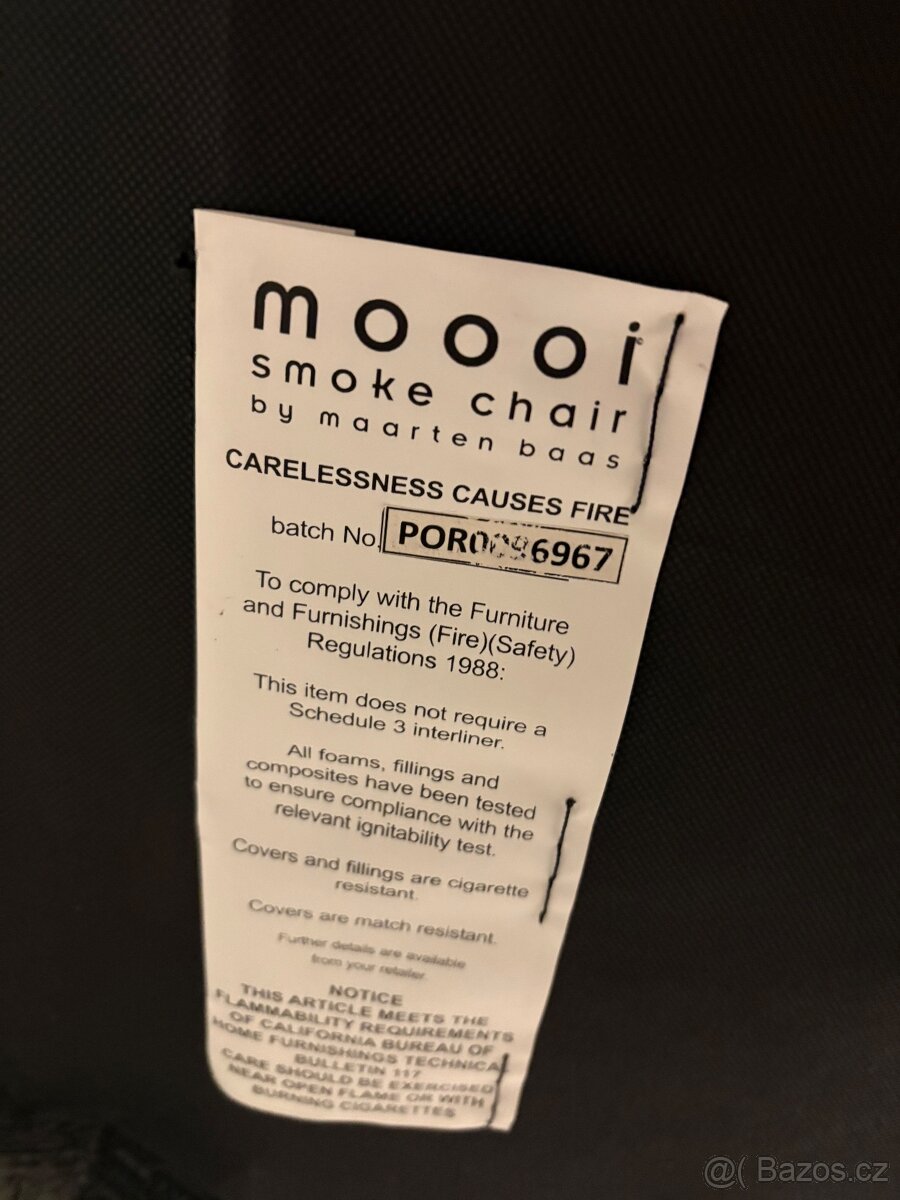 moooi
smoke chair
by maarten baas
CARELESSNESS CAUSES FIRE
batch No.
To comply with the Furniture
and Furnishings (Fire)(Safety)
Regulations 1988:
This item does not require a
Schedule 3 interliner.
All foams, fillings and
composites have been tested
to ensure compliance with the
relevant ignitability test.
Covers and fillings are cigarette
resistant.
Covers are match resistant.
Further details are available
from your retailer.
NOTICE
THIS ARTICLE MEETS THE
FLAMMABILITY REQUIREMENTS
OF CALIFORNIA BUREAU OF
HOME FURNISHINGS TECHNICAL
BULLETIN 117
CARE SHOULD BE EXERCISED
NEAR OPEN FLAME OR WITH
BURNING CIGARETTES
@( Bazos.cz